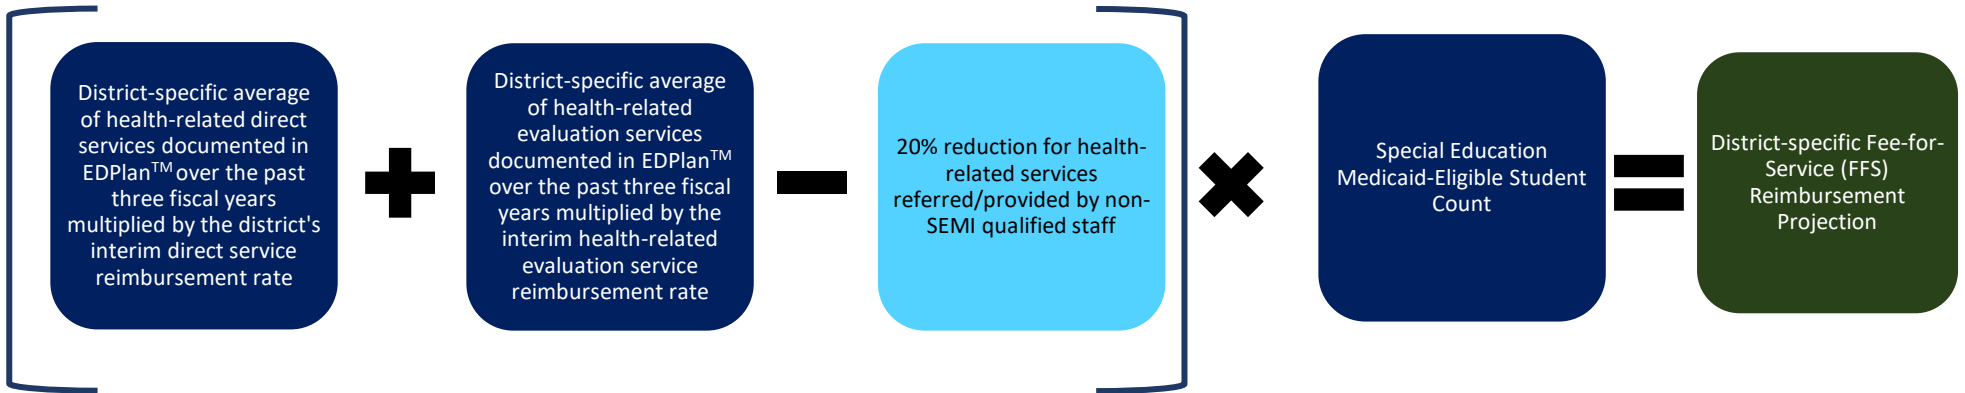 District-specific average
of health-related direct
services documented in
EDPlan™ over the past
three fiscal years
multiplied by the district's
interim direct service
reimbursement rate
District-specific average
of health-related
evaluation services
documented in EDPlan™
over the past three fiscal
years multiplied by the
interim health-related
evaluation service
reimbursement rate
20% reduction for health-
related services
referred/provided by non-
SEMI qualified staff
Special Education
Medicaid-Eligible Student
Count
District-specific Fee-for-
Service (FFS)
Reimbursement
Projection